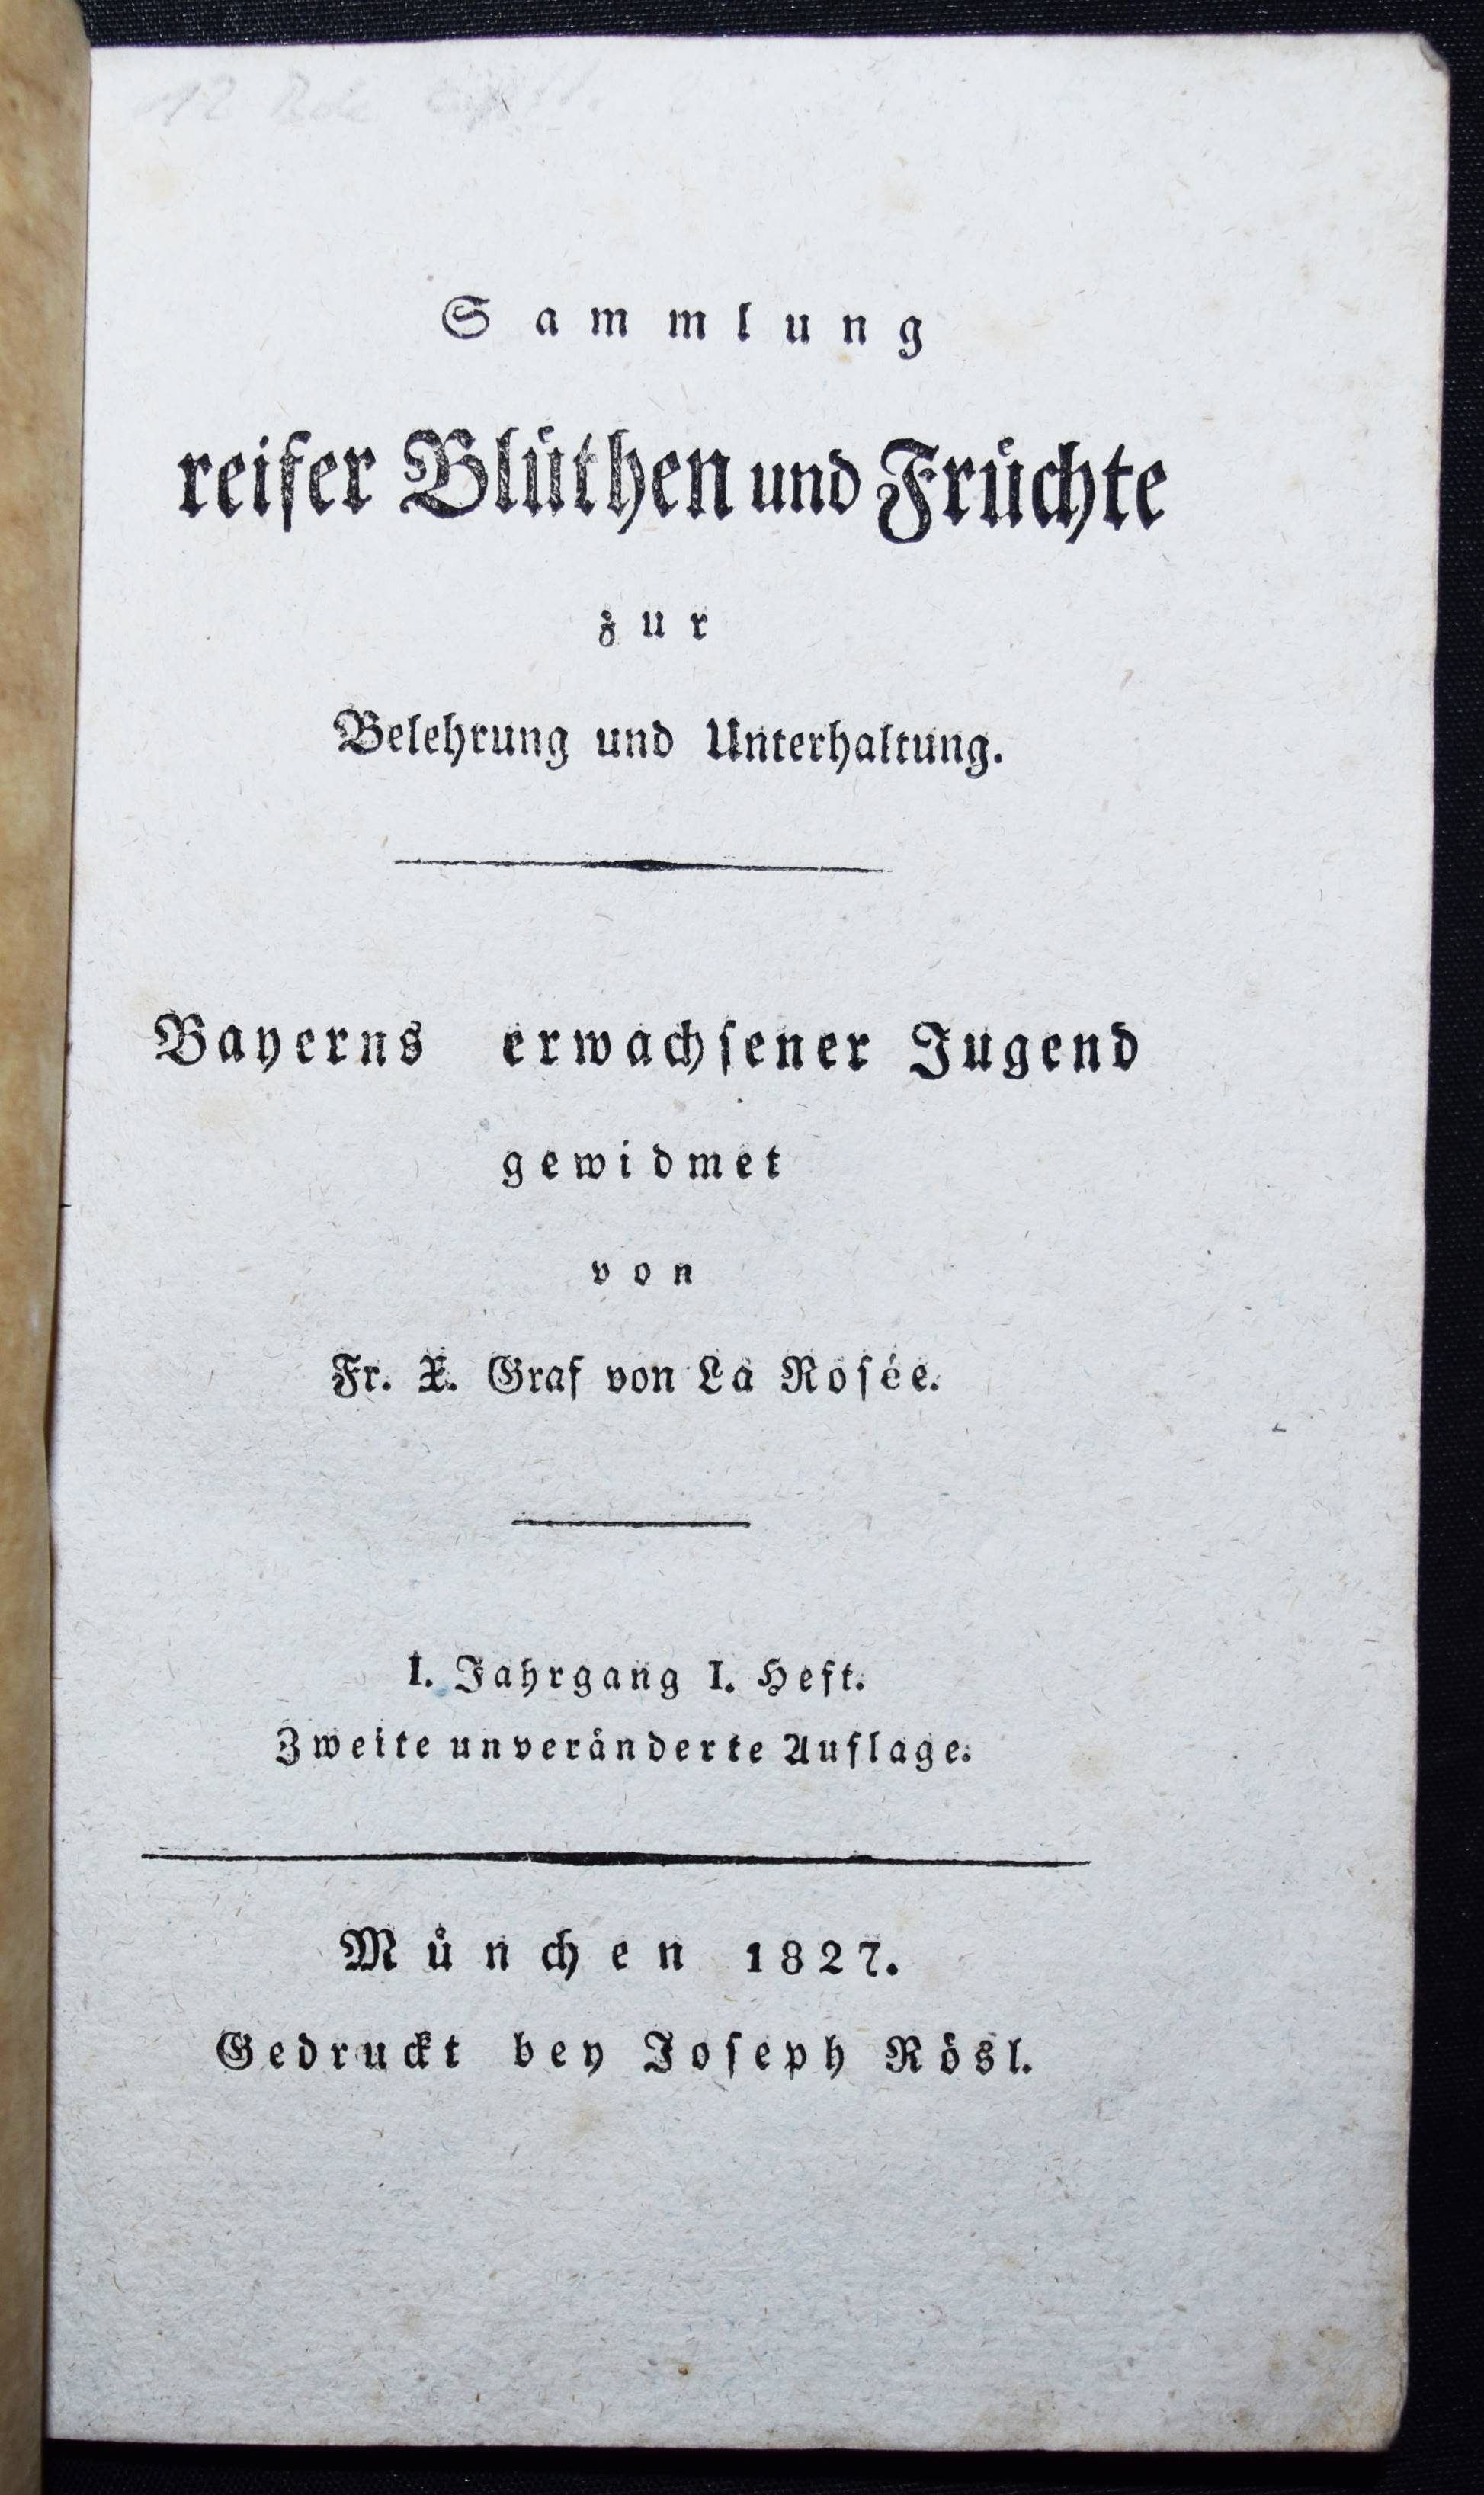 Sammlung
reifer Blüthen und Früchte
zur
Belehrung und Unterhaltung.
Bayerns erwachsener Jugend
gewidmet
von
Fr. X. Graf von La Rosée.
I. Jahrgang I. Heft.
Zweite unveränderte Auflage.
München 1827.
Gedruckt bey Joseph Rösl.